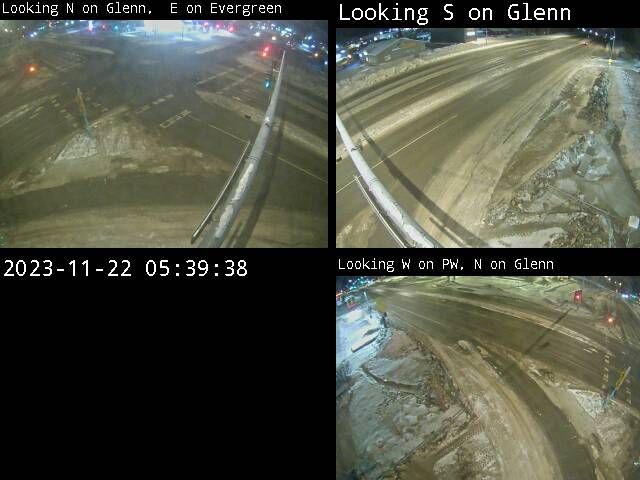 Looking N on Glenn,  E on Evergreen
Looking S on Glenn
2023-11-22 05:39:38
Looking W on PW, N on Glenn